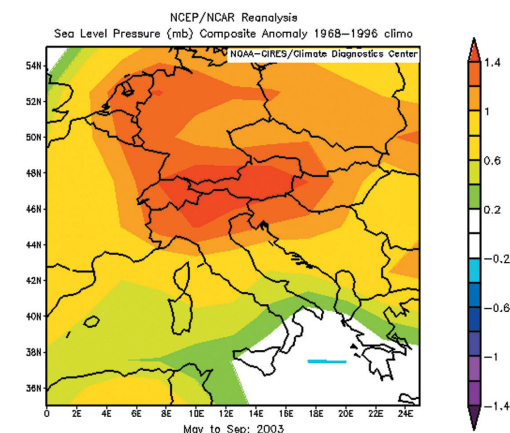 NCEP/NCAR Reanalysis
Sea Level Pressure (mb) Composite Anomaly 1968-1996 climo
NOAA-CIRES/Climate Diagnostics Center
54N
52N
50N
48N
46N
44N
42N
40N
38N
36N
0 2E 4E 6E 8E 10E 12E 14E 16E 18E 20E 22E 24E
May to Sep: 2003
1.4
1
0.6
0.2
-0.2
-0.6
-1
-1.4